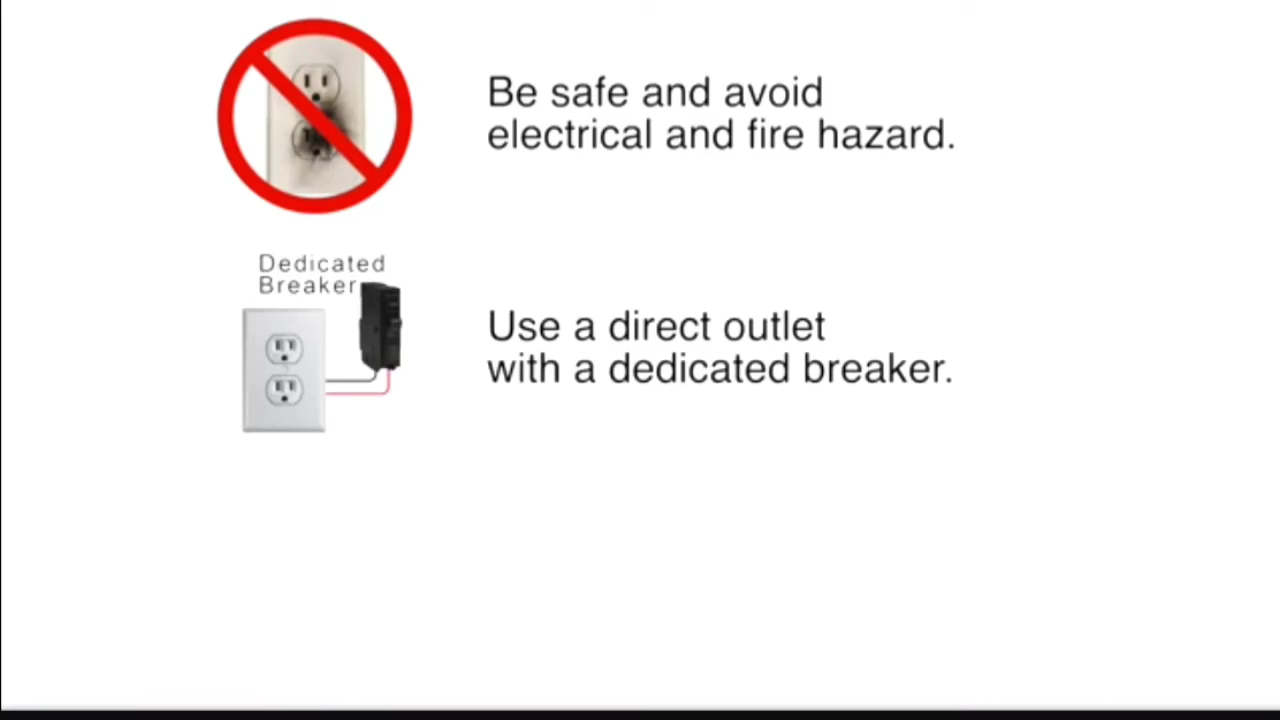 Be safe and avoid
electrical and fire hazard.
Dedicated
Breaker
Use a direct outlet
with a dedicated breaker.